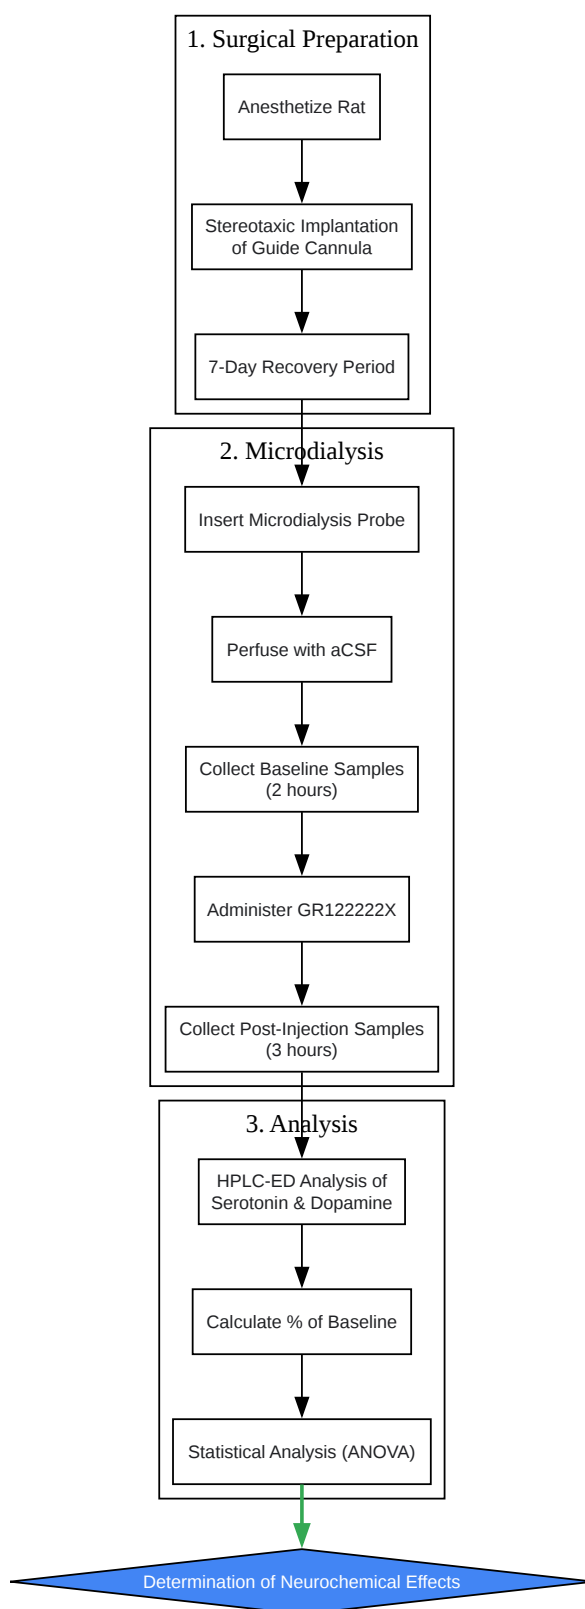 1. Surgical Preparation
Anesthetize Rat
Stereotaxic Implantation
of Guide Cannula
7-Day Recovery Period
2. Microdialysis
Insert Microdialysis Probe
Perfuse with aCSF
Collect Baseline Samples
(2 hours)
Administer GR122222X
Collect Post-Injection Samples
(3 hours)
3. Analysis
HPLC-ED Analysis of
Serotonin & Dopamine
Calculate % of Baseline
Statistical Analysis (ANOVA)
Determination of Neurochemical Effects